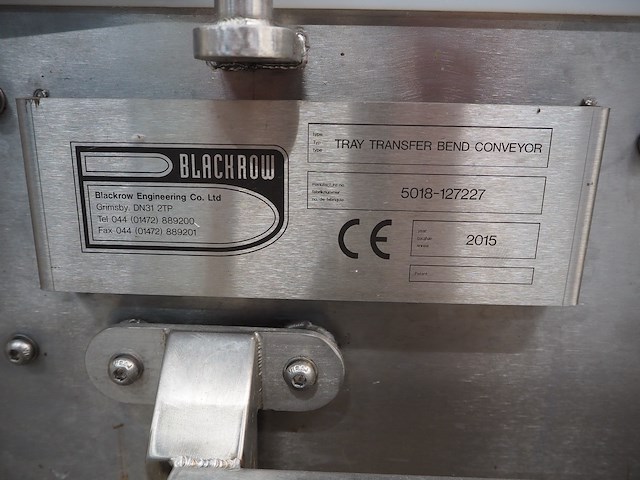 BLACKROW
Blackrow Engineering Co. Ltd
Grimsby. DN31 2TP
Tel 044 (01472) 889200
Fax 044 (01472) 889201
TRAY TRANSFER BEND CONVEYOR
5018-127227
CE
2015